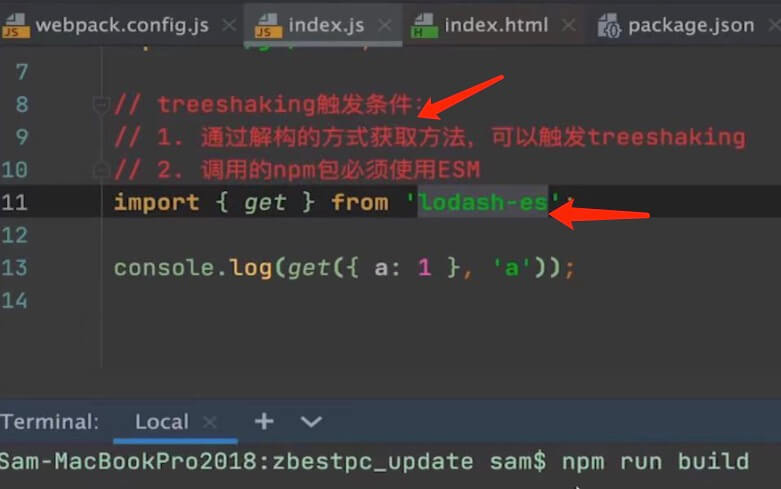 webpack.config.js × index.js × index.html × package.json
7
8 // treeshaking触发条件:
9 // 1. 通过解构的方式获取方法，可以触发treeshaking
10 // 2. 调用的npm包必须使用ESM
11 import { get } from 'lodash-es';
12
13 console.log(get({ a: 1 }, 'a'));
14
Terminal: Local × +
Sam-MacBookPro2018:zbestpc_update sam$ npm run build